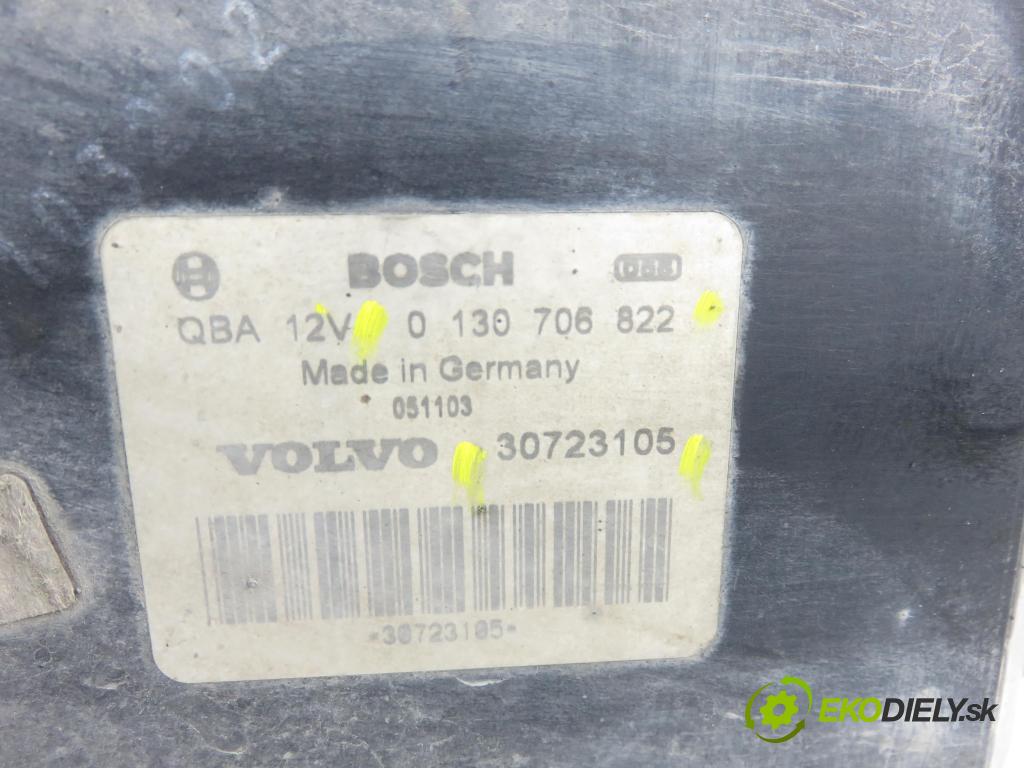 BOSCH
QBA 12V 0 130 706 822
Made in Germany
051103
VOLVO 30723105
*30723105*
EKODIELY.sk